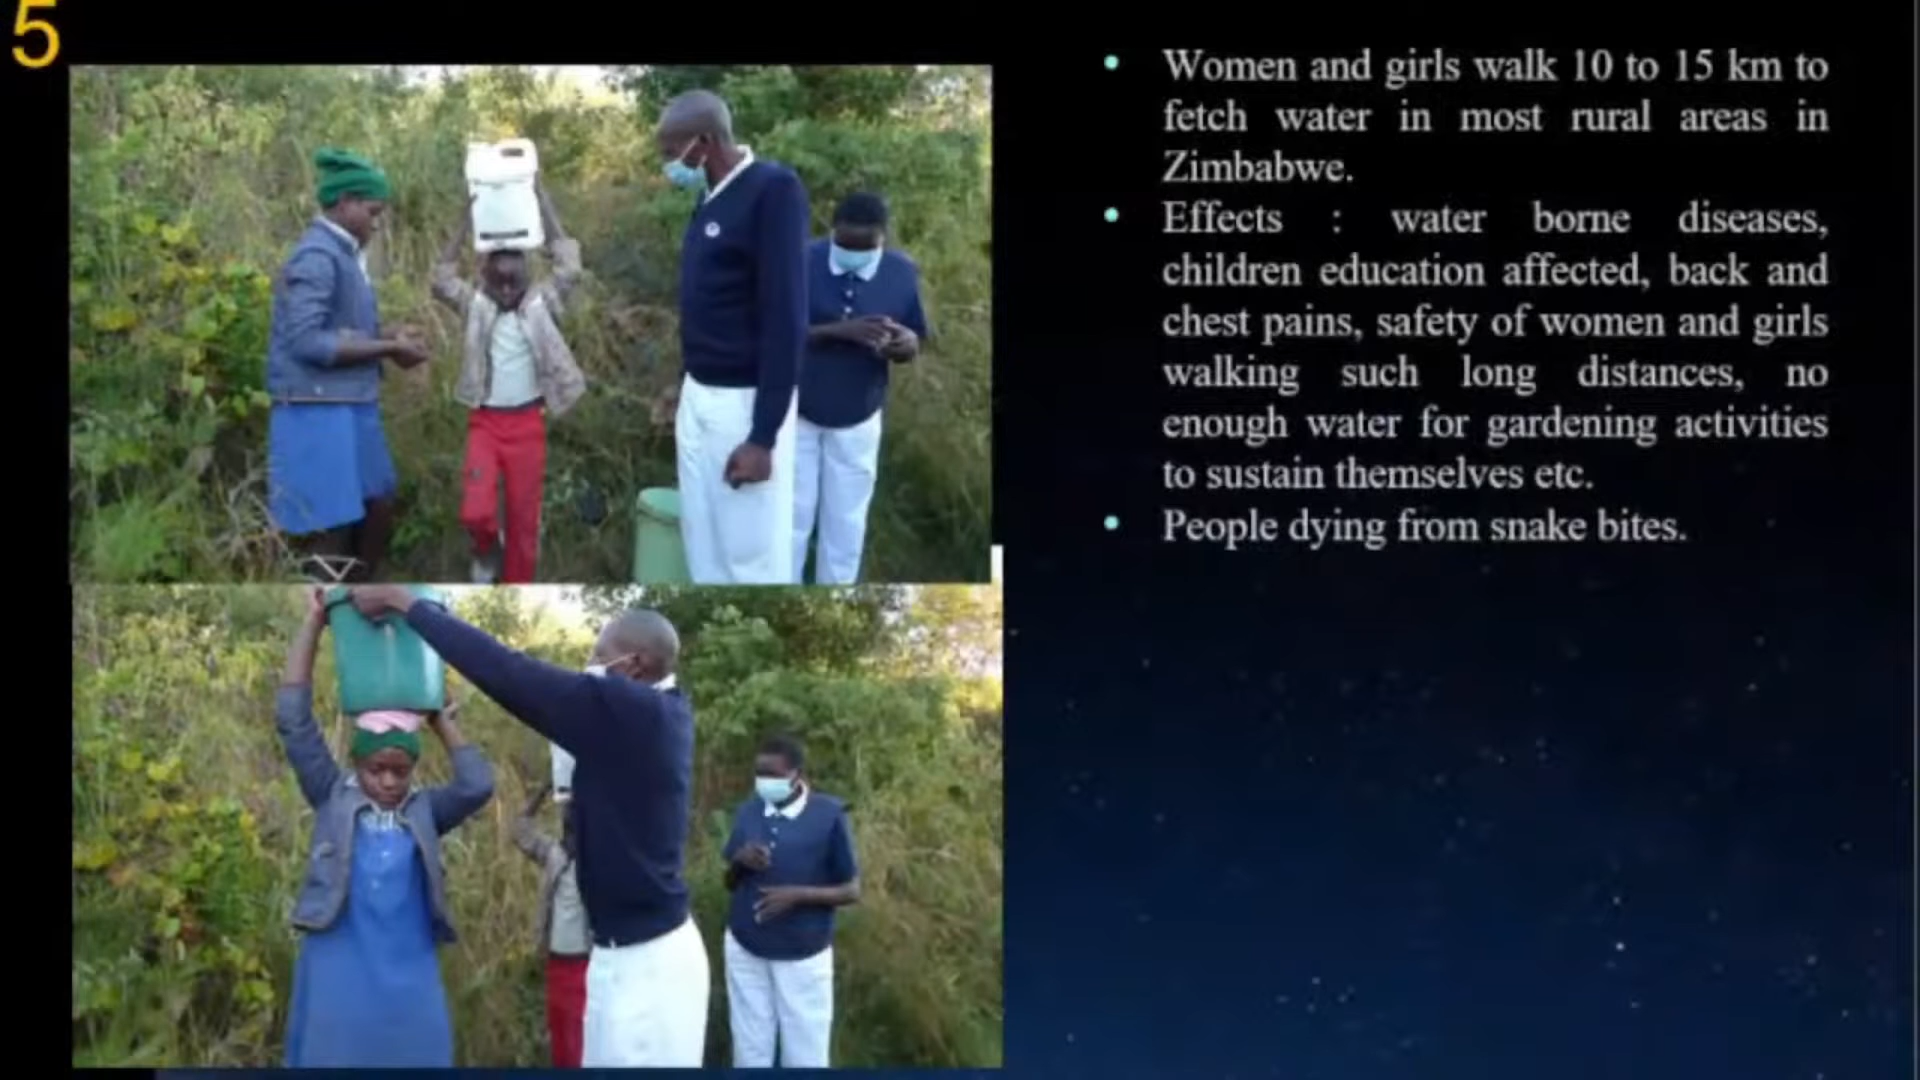 5
• Women and girls walk 10 to 15 km to
fetch water in most rural areas in
Zimbabwe.
• Effects : water borne diseases,
children education affected, back and
chest pains, safety of women and girls
walking such long distances, no
enough water for gardening activities
to sustain themselves etc.
• People dying from snake bites.